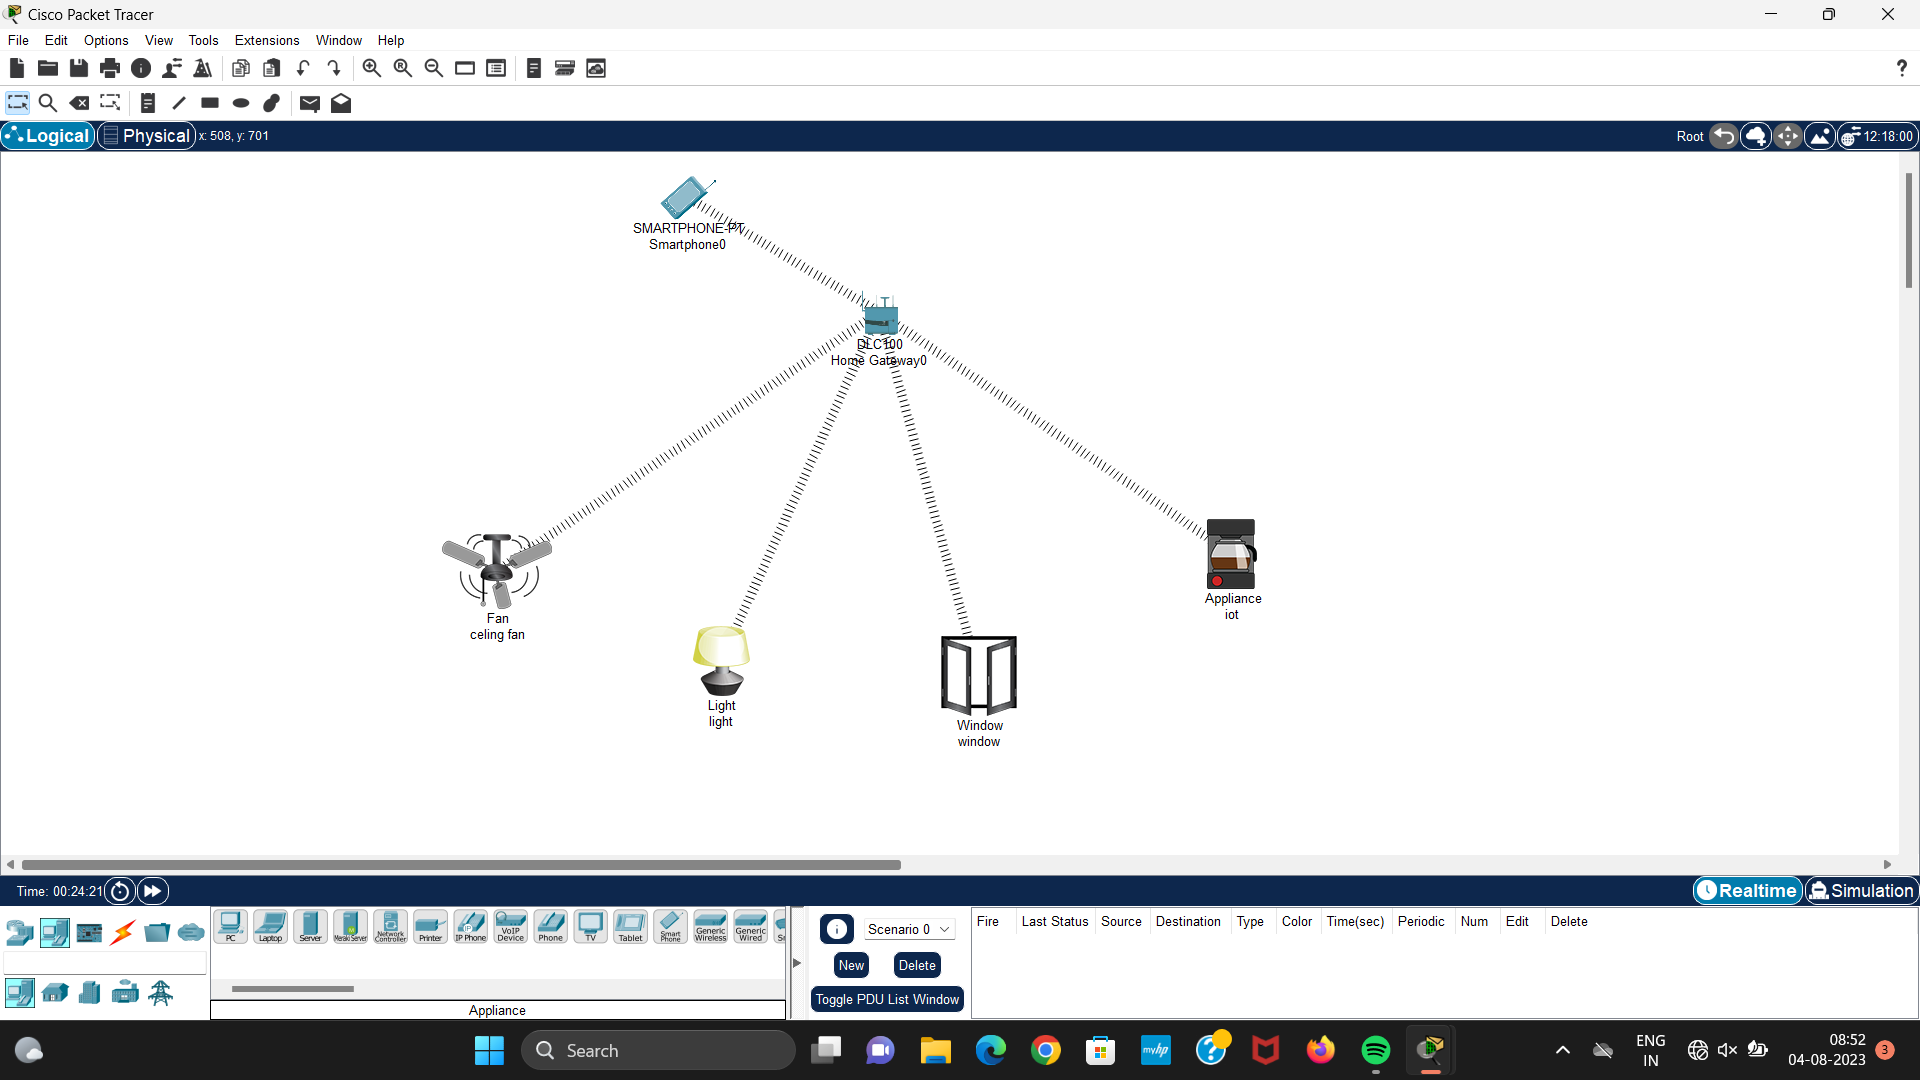 Cisco Packet Tracer
File Edit Options View Tools Extensions Window Help
?
Logical Physical x: 508, y: 701 Root 12:18:00
SMARTPHONE-PT
Smartphone0
DLC100
Home Gateway0
Fan
celing fan
Light
light
Window
window
Appliance
iot
Time: 00:24:21 Realtime Simulation
PC Laptop Server Meraki Server Network Controller Printer IP Phone VoIP Device Phone TV Tablet Smart Phone Generic Wireless Generic Wired
Appliance
Scenario 0
New Delete
Toggle PDU List Window
Fire Last Status Source Destination Type Color Time(sec) Periodic Num Edit Delete
Search
myhp
ENG
IN
08:52
04-08-2023
3